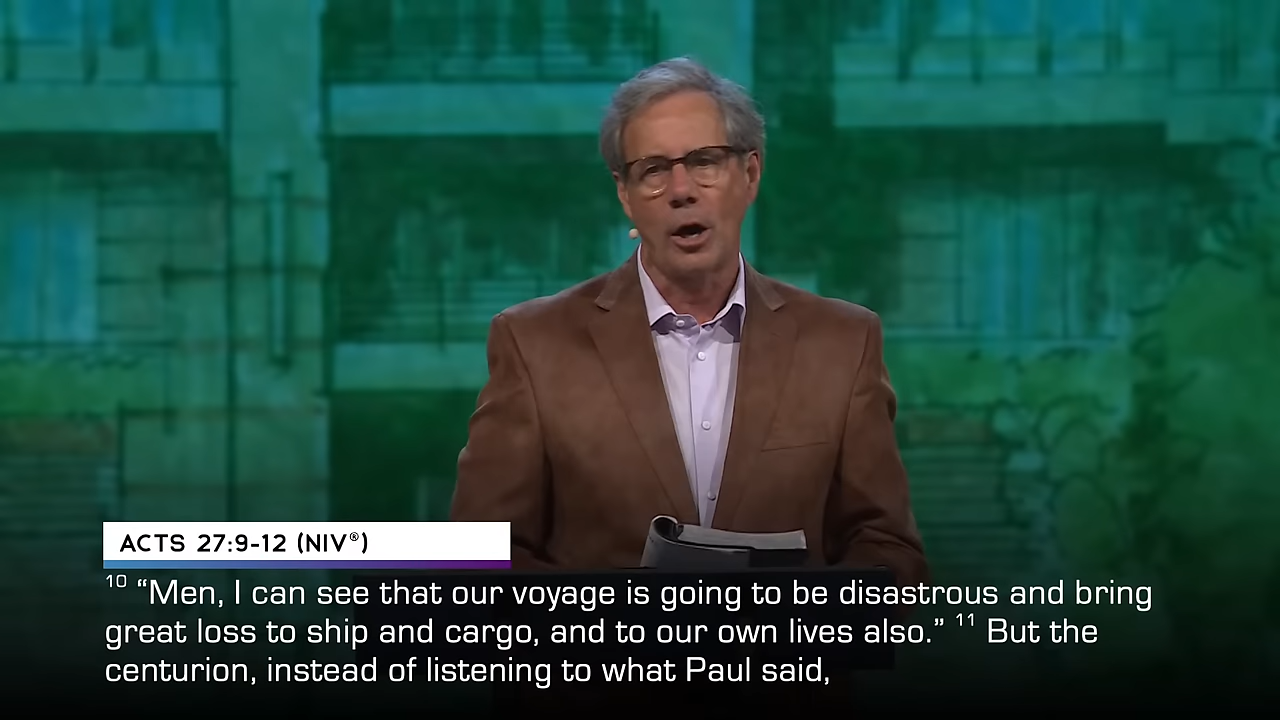 ACTS 27:9-12 (NIV®)
10 “Men, I can see that our voyage is going to be disastrous and bring
great loss to ship and cargo, and to our own lives also.” 11 But the
centurion, instead of listening to what Paul said,